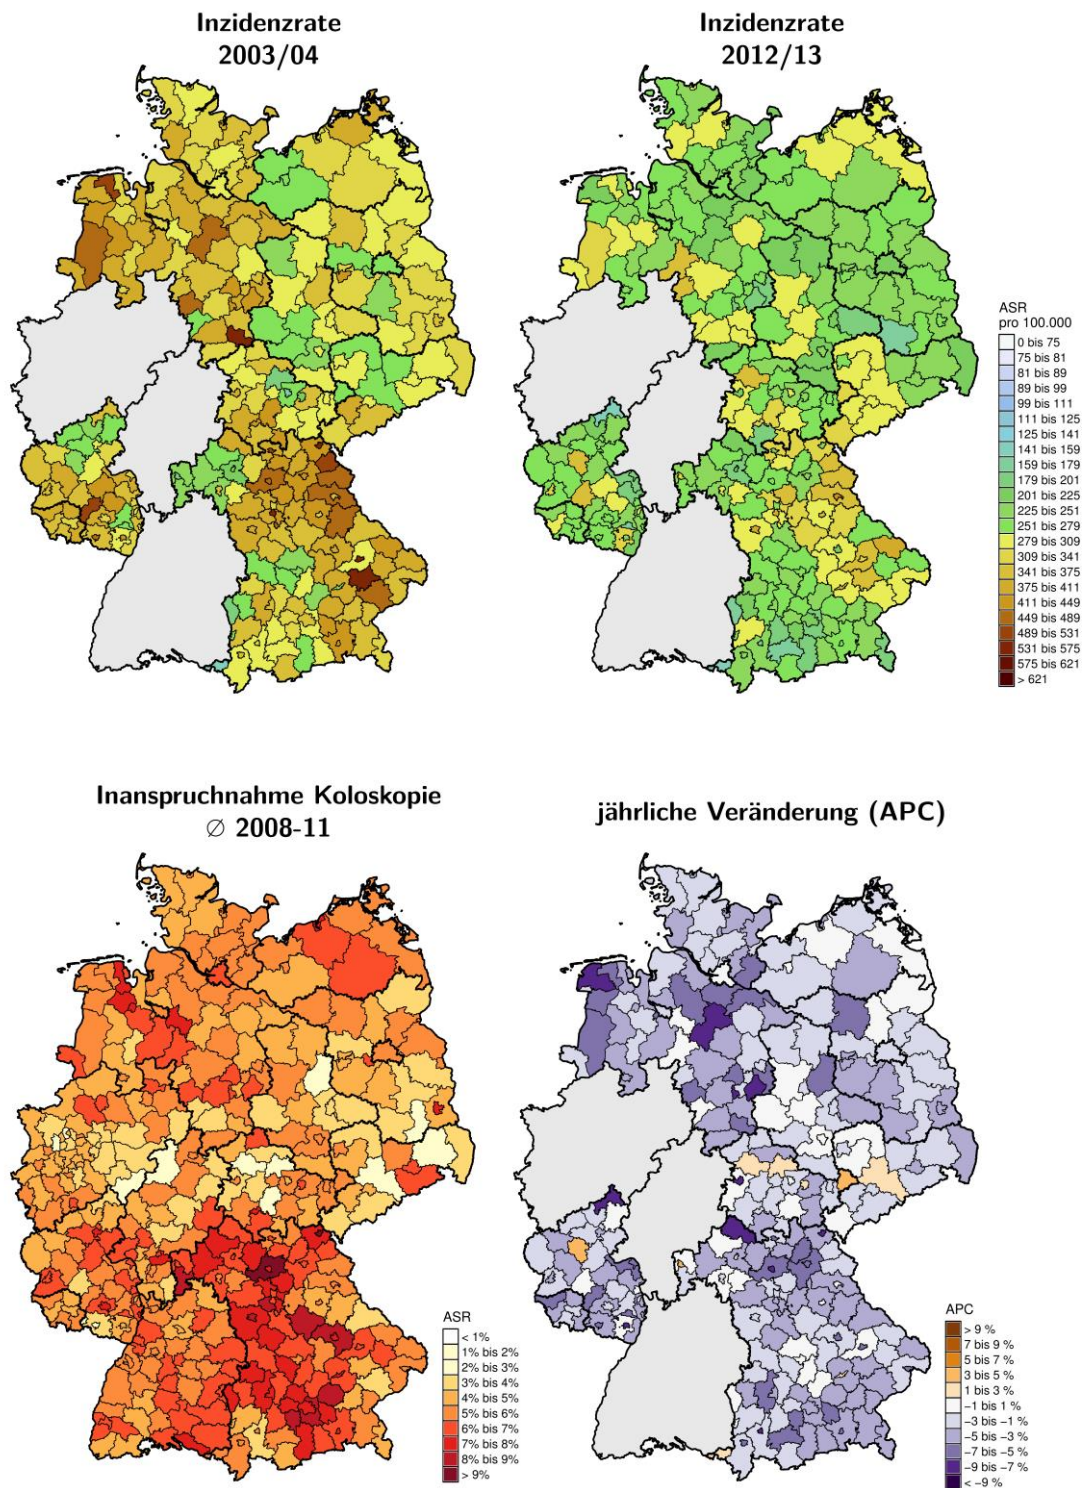 Inzidenzrate
2003/04
Inzidenzrate
2012/13
ASR
pro 100.000
0 bis 75
75 bis 81
81 bis 89
89 bis 99
99 bis 111
111 bis 125
125 bis 141
141 bis 159
159 bis 179
179 bis 201
201 bis 225
225 bis 251
251 bis 279
279 bis 309
309 bis 341
341 bis 375
375 bis 411
411 bis 449
449 bis 489
489 bis 531
531 bis 575
575 bis 621
> 621
Inanspruchnahme Koloskopie
∅ 2008-11
jährliche Veränderung (APC)
ASR
< 1%
1% bis 2%
2% bis 3%
3% bis 4%
4% bis 5%
5% bis 6%
6% bis 7%
7% bis 8%
8% bis 9%
> 9%
APC
> 9 %
7 bis 9 %
5 bis 7 %
3 bis 5 %
1 bis 3 %
−1 bis 1 %
−3 bis −1 %
−5 bis −3 %
−7 bis −5 %
−9 bis −7 %
< −9 %